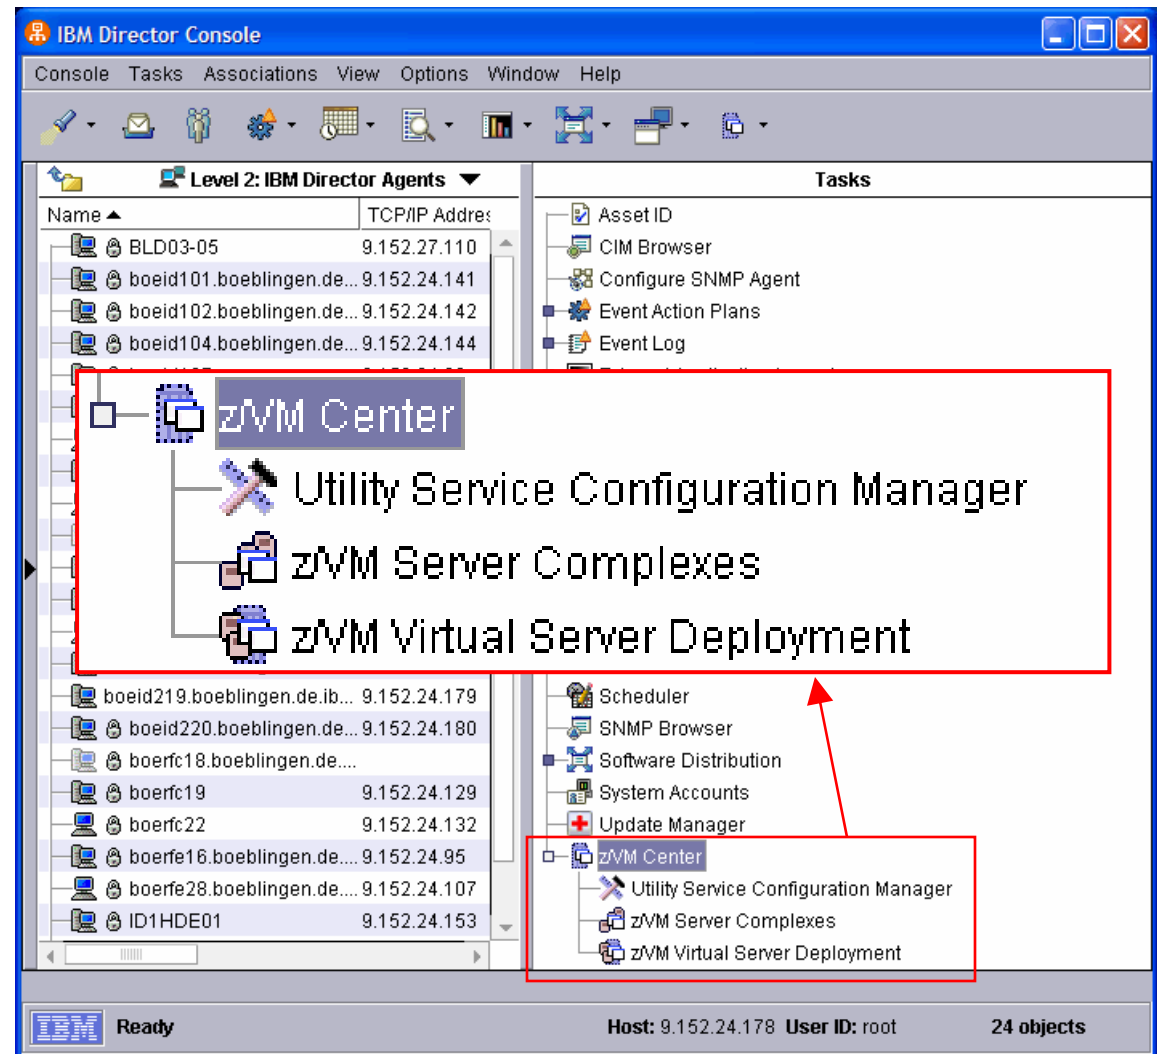 IBM Director Console
Console Tasks Associations View Options Window Help
Level 2: IBM Director Agents
Tasks
Name TCP/IP Addres
BLD03-05 9.152.27.110
boeid101.boeblingen.de... 9.152.24.141
boeid102.boeblingen.de... 9.152.24.142
boeid104.boeblingen.de... 9.152.24.144
Asset ID
CIM Browser
Configure SNMP Agent
Event Action Plans
Event Log
z/VM Center
Utility Service Configuration Manager
z/VM Server Complexes
z/VM Virtual Server Deployment
boeid219.boeblingen.de.ib... 9.152.24.179
boeid220.boeblingen.de... 9.152.24.180
boerfc18.boeblingen.de....
boerfc19 9.152.24.129
boerfc22 9.152.24.132
boerfe16.boeblingen.de.... 9.152.24.95
boerfe28.boeblingen.de.... 9.152.24.107
ID1HDE01 9.152.24.153
Scheduler
SNMP Browser
Software Distribution
System Accounts
Update Manager
z/VM Center
Utility Service Configuration Manager
z/VM Server Complexes
z/VM Virtual Server Deployment
IBM Ready Host: 9.152.24.178 User ID: root 24 objects